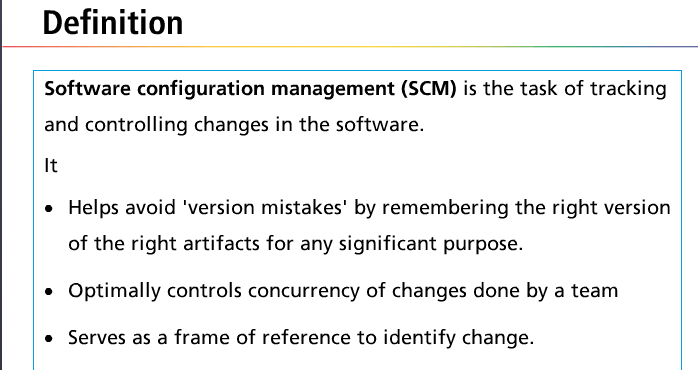 Definition
Software configuration management (SCM) is the task of tracking
and controlling changes in the software.
It
• Helps avoid 'version mistakes' by remembering the right version
of the right artifacts for any significant purpose.
• Optimally controls concurrency of changes done by a team
• Serves as a frame of reference to identify change.